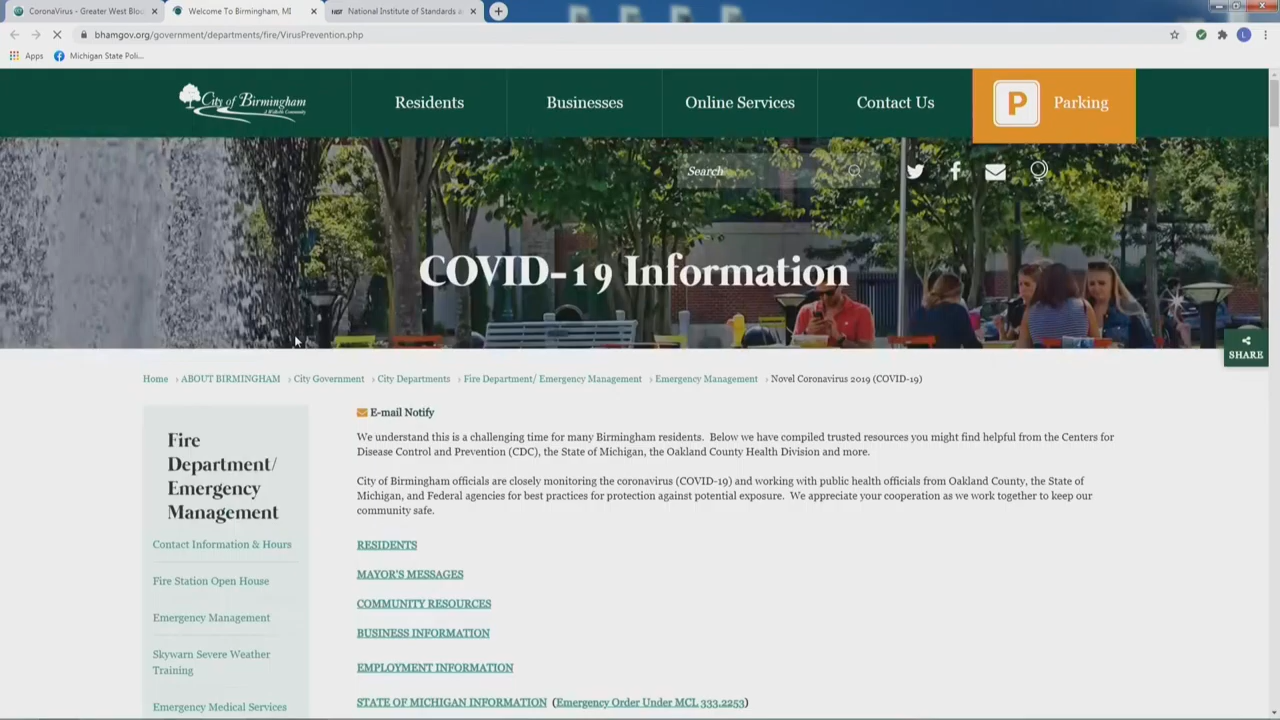 CoronaVirus - Greater West Blou
Welcome To Birmingham, MI
NIST National Institute of Standards a
bhamgov.org/government/departments/fire/VirusPrevention.php
L
Apps
Michigan State Poli...
City of Birmingham
A Walkable Community
Residents
Businesses
Online Services
Contact Us
P Parking
Search
COVID-19 Information
SHARE
Home › ABOUT BIRMINGHAM › City Government › City Departments › Fire Department/ Emergency Management › Emergency Management › Novel Coronavirus 2019 (COVID-19)
Fire
Department/
Emergency
Management
Contact Information & Hours
Fire Station Open House
Emergency Management
Skywarn Severe Weather
Training
Emergency Medical Services
E-mail Notify
We understand this is a challenging time for many Birmingham residents. Below we have compiled trusted resources you might find helpful from the Centers for
Disease Control and Prevention (CDC), the State of Michigan, the Oakland County Health Division and more.
City of Birmingham officials are closely monitoring the coronavirus (COVID-19) and working with public health officials from Oakland County, the State of
Michigan, and Federal agencies for best practices for protection against potential exposure. We appreciate your cooperation as we work together to keep our
community safe.
RESIDENTS
MAYOR'S MESSAGES
COMMUNITY RESOURCES
BUSINESS INFORMATION
EMPLOYMENT INFORMATION
STATE OF MICHIGAN INFORMATION (Emergency Order Under MCL 333.2253)